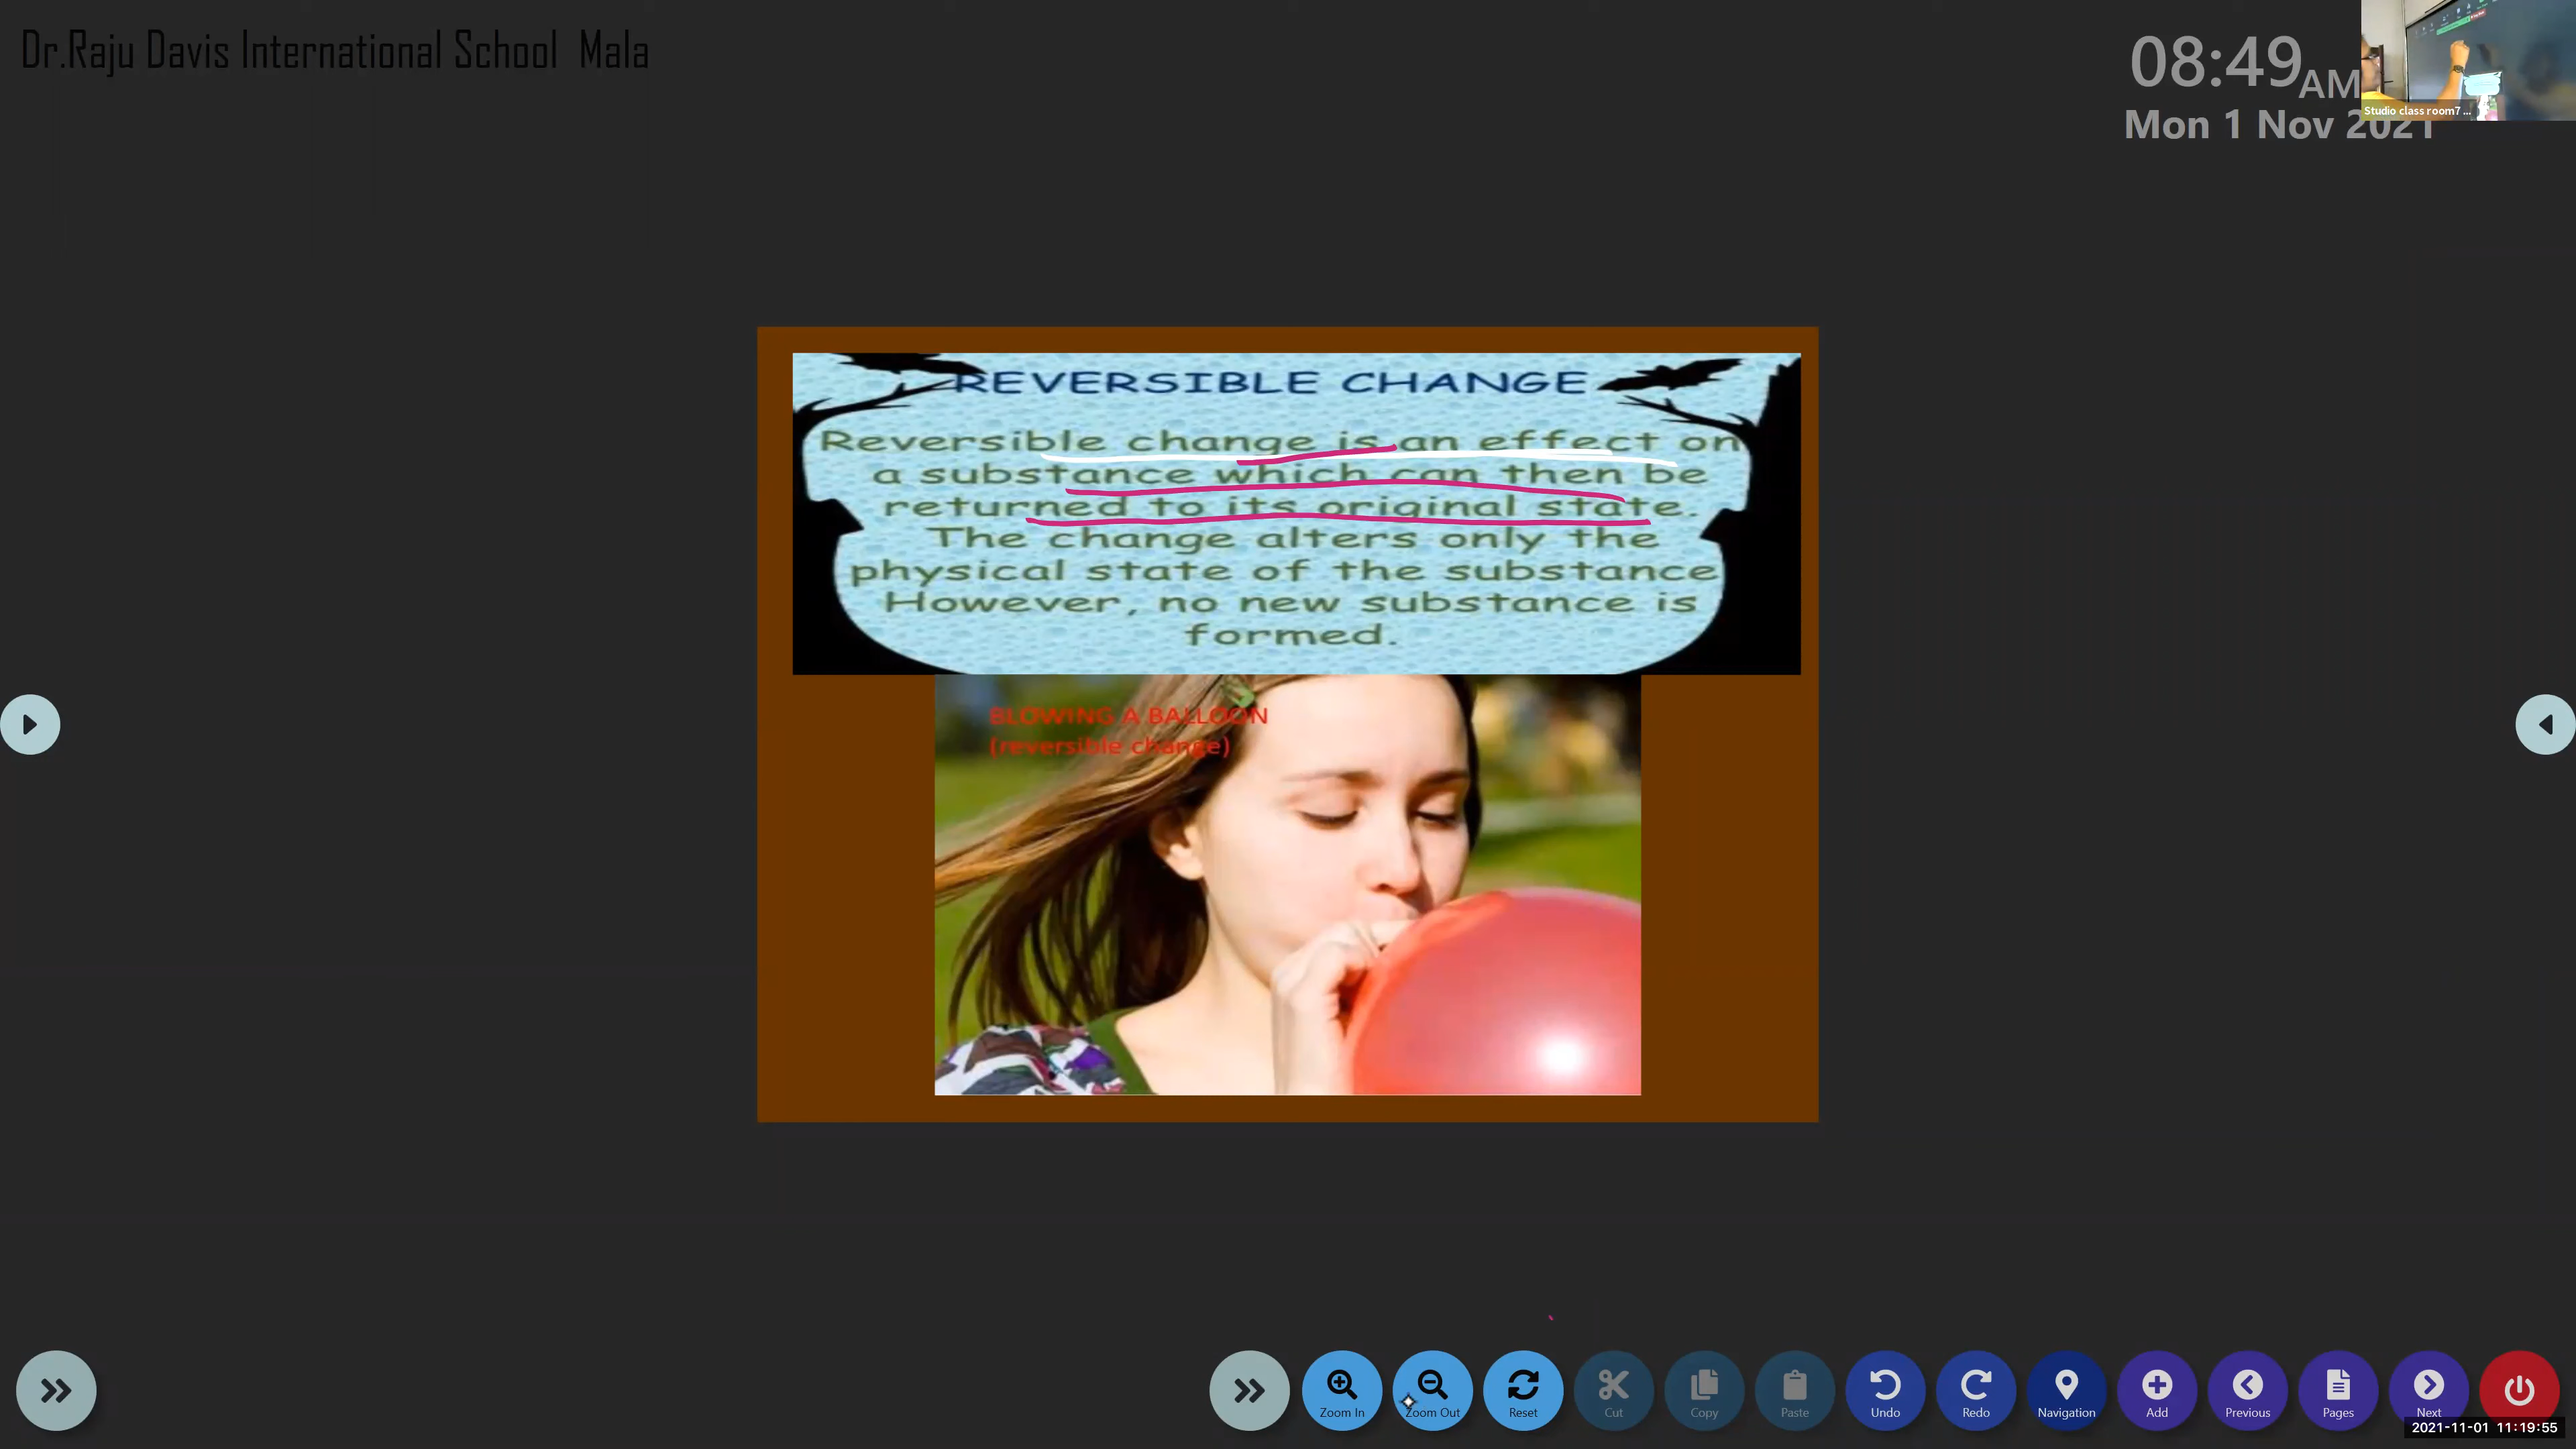 Dr.Raju Davis International School Mala
08:49 AM
Mon 1 Nov 2021
Studio class room7 ...
REVERSIBLE CHANGE
Reversible change is an effect on
a substance which can then be
returned to its original state.
The change alters only the
physical state of the substance
However, no new substance is
formed.
BLOWING A BALLOON
(reversible change)
Zoom In
Zoom Out
Reset
Cut
Copy
Paste
Undo
Redo
Navigation
Add
Previous
Pages
Next
2021-11-01 11:19:55